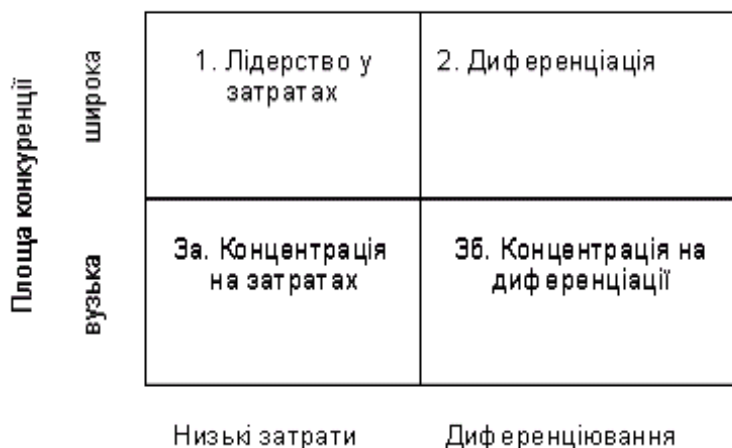 Площа конкуренції
широка
вузька
1. Лідерство у
затратах
2. Диференціація
3а. Концентрація
на затратах
3б. Концентрація на
диференціації
Низькі затрати
Диференціювання